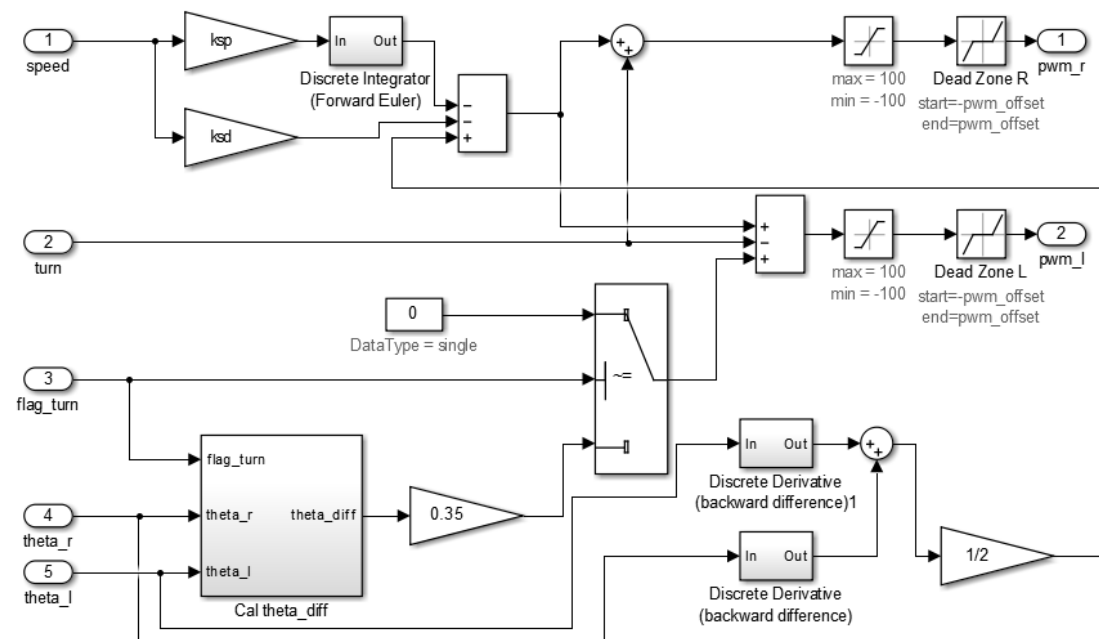 1
speed
ksp
In Out
Discrete Integrator
(Forward Euler)
ksd
−
−
+
+
+
max = 100
min = -100
Dead Zone R
start=-pwm_offset
end=pwm_offset
1
pwm_r
2
turn
+
−
+
max = 100
min = -100
Dead Zone L
start=-pwm_offset
end=pwm_offset
2
pwm_l
0
DataType = single
~=
3
flag_turn
flag_turn
theta_r
theta_l
theta_diff
Cal theta_diff
4
theta_r
5
theta_l
0.35
In Out
Discrete Derivative
(backward difference)1
+
+
In Out
Discrete Derivative
(backward difference)
1/2